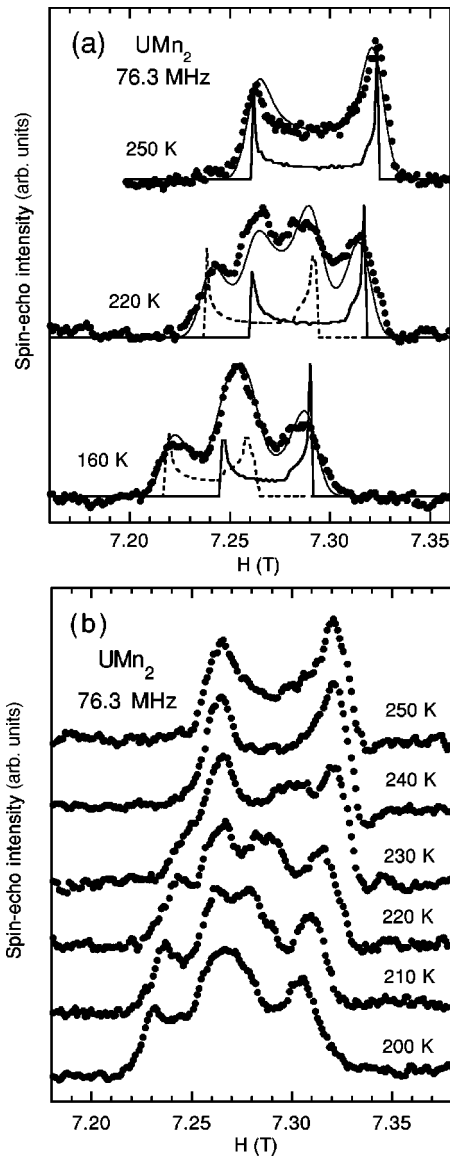 (a)
UMn2
76.3 MHz
250 K
220 K
160 K
Spin-echo intensity (arb. units)
7.20 7.25 7.30 7.35
H (T)
(b)
UMn2
76.3 MHz
250 K
240 K
230 K
220 K
210 K
200 K
Spin-echo intensity (arb. units)
7.20 7.25 7.30 7.35
H (T)